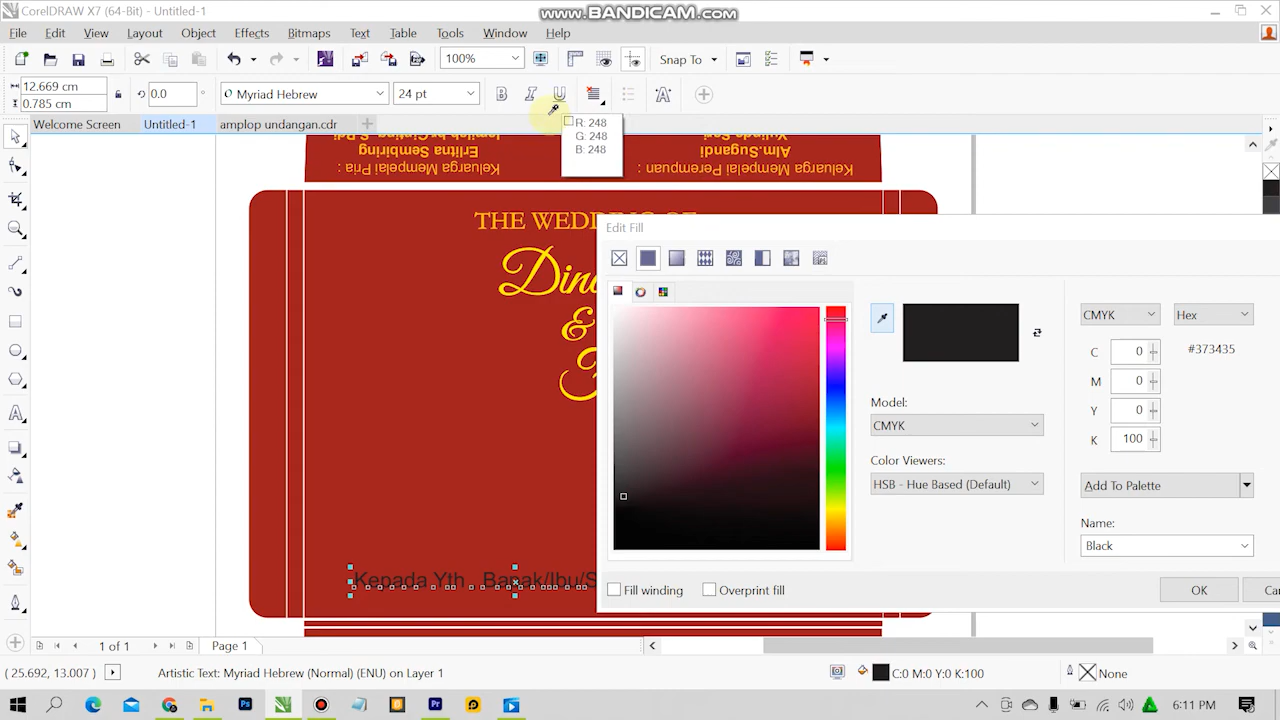 CorelDRAW X7 (64-Bit) - Untitled-1
www.BANDICAM.com
File Edit View Layout Object Effects Bitmaps Text Table Tools Window Help
100%
Snap To
12.669 cm
0.785 cm
0.0 °
Myriad Hebrew
24 pt
Welcome Screen Untitled-1 amplop undangan.cdr
R: 248
G: 248
B: 248
Erlitna Sembiring
Alm.Sugandi
Keluarga Mempelai Pria :
Keluarga Mempelai Perempuan :
THE WEDDING OF
&
Edit Fill
CMYK Hex
C 0 #373435
M 0
Y 0
K 100
Model:
CMYK
Color Viewers:
HSB - Hue Based (Default)
Add To Palette
Name:
Black
Fill winding Overprint fill
OK
Kepada Yth Bapak/Ibu/S
1 of 1 Page 1
(25.692, 13.007) Artistic Text: Myriad Hebrew (Normal) (ENU) on Layer 1 C:0 M:0 Y:0 K:100 None
6:11 PM